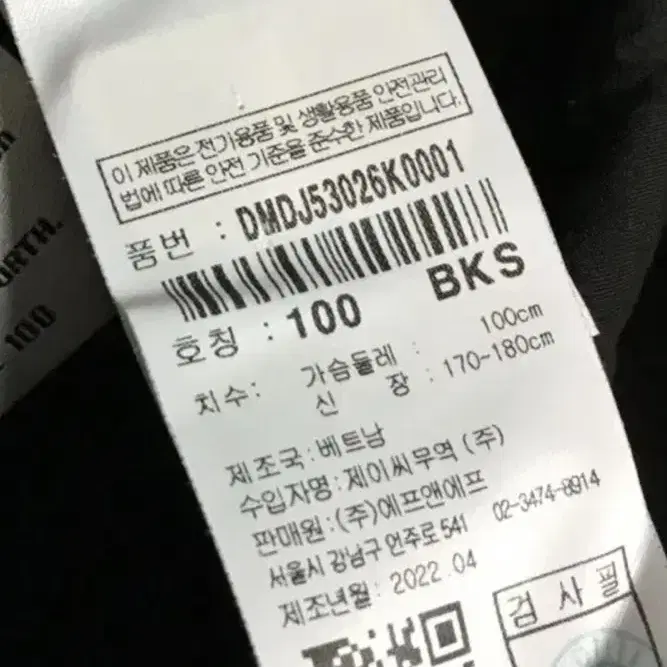 이 제품은 전기용품 및 생활용품 안전관리
법에 따른 안전 기준을 준수한 제품입니다.
품번 : DMDJ53026K0001
호칭 : 100 BKS
치수: 가슴둘레 : 100cm
신 장 : 170-180cm
제조국:베트남
수입자명:제이씨무역 (주)
판매원:(주)에프앤에프
서울시 강남구 언주로 541 02-3474-8914
제조년월: 2022.04
검 사 필
ORTH.
100